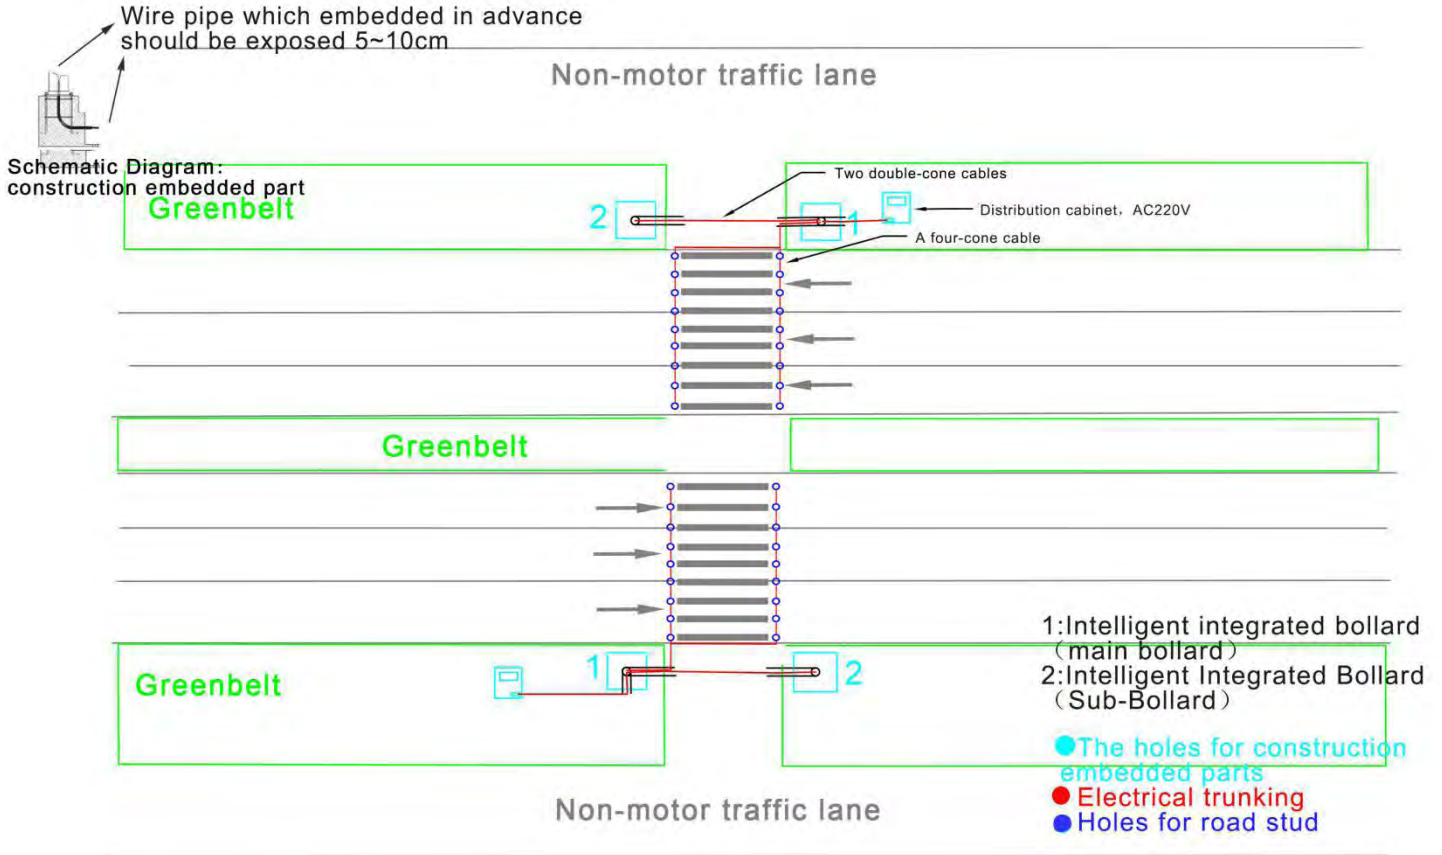 Wire pipe which embedded in advance
should be exposed 5~10cm
Non-motor traffic lane
Schematic Diagram:
construction embedded part
Greenbelt
2
1
Two double-cone cables
Distribution cabinet, AC220V
A four-cone cable
Greenbelt
Greenbelt
1
2
1:Intelligent integrated bollard
（main bollard）
2:Intelligent Integrated Bollard
（Sub-Bollard）
The holes for construction
embedded parts
Electrical trunking
Holes for road stud
Non-motor traffic lane